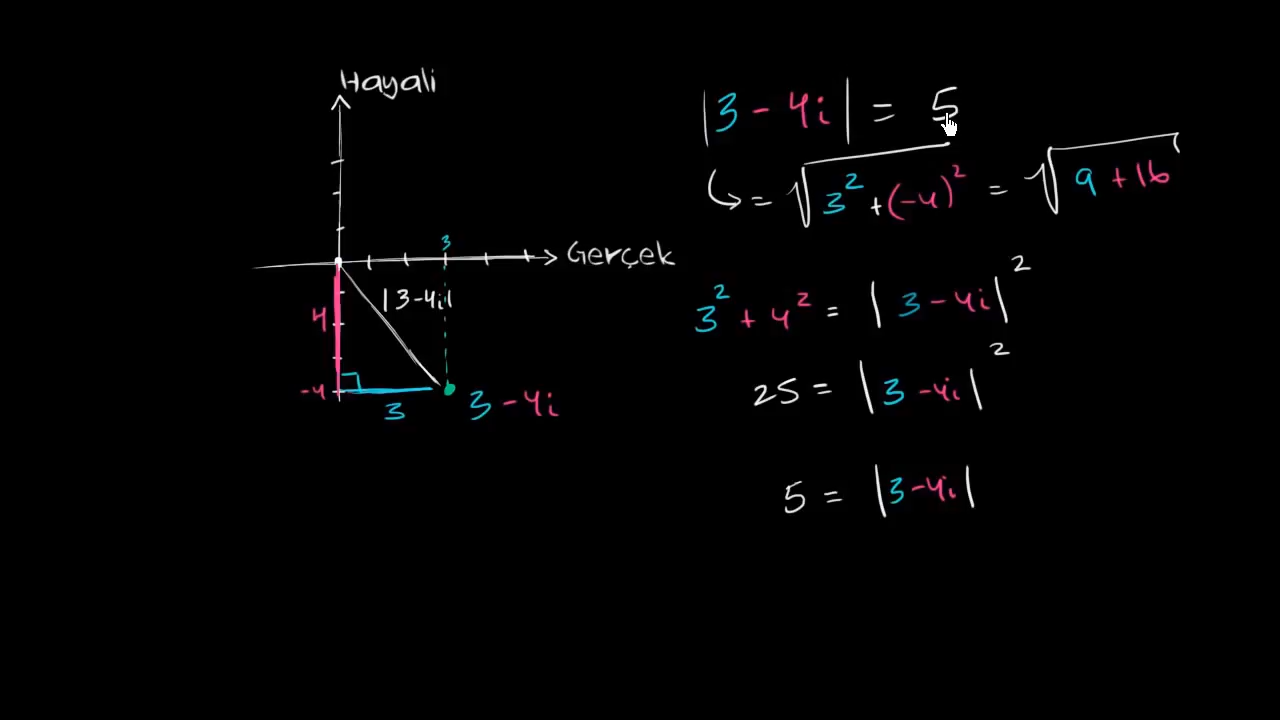 Hayali
3
Gerçek
|3-4i|
4
-4
3
3 - 4i
|3 - 4i| = 5
= √3² + (-4)² = √9 + 16
3² + 4² = |3 - 4i|²
25 = |3 - 4i|²
5 = |3 - 4i|